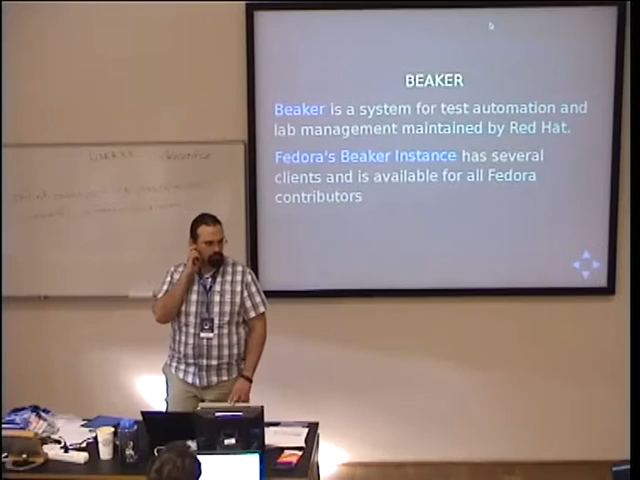 BEAKER
Beaker is a system for test automation and
lab management maintained by Red Hat.
Fedora's Beaker Instance has several
clients and is available for all Fedora
contributors